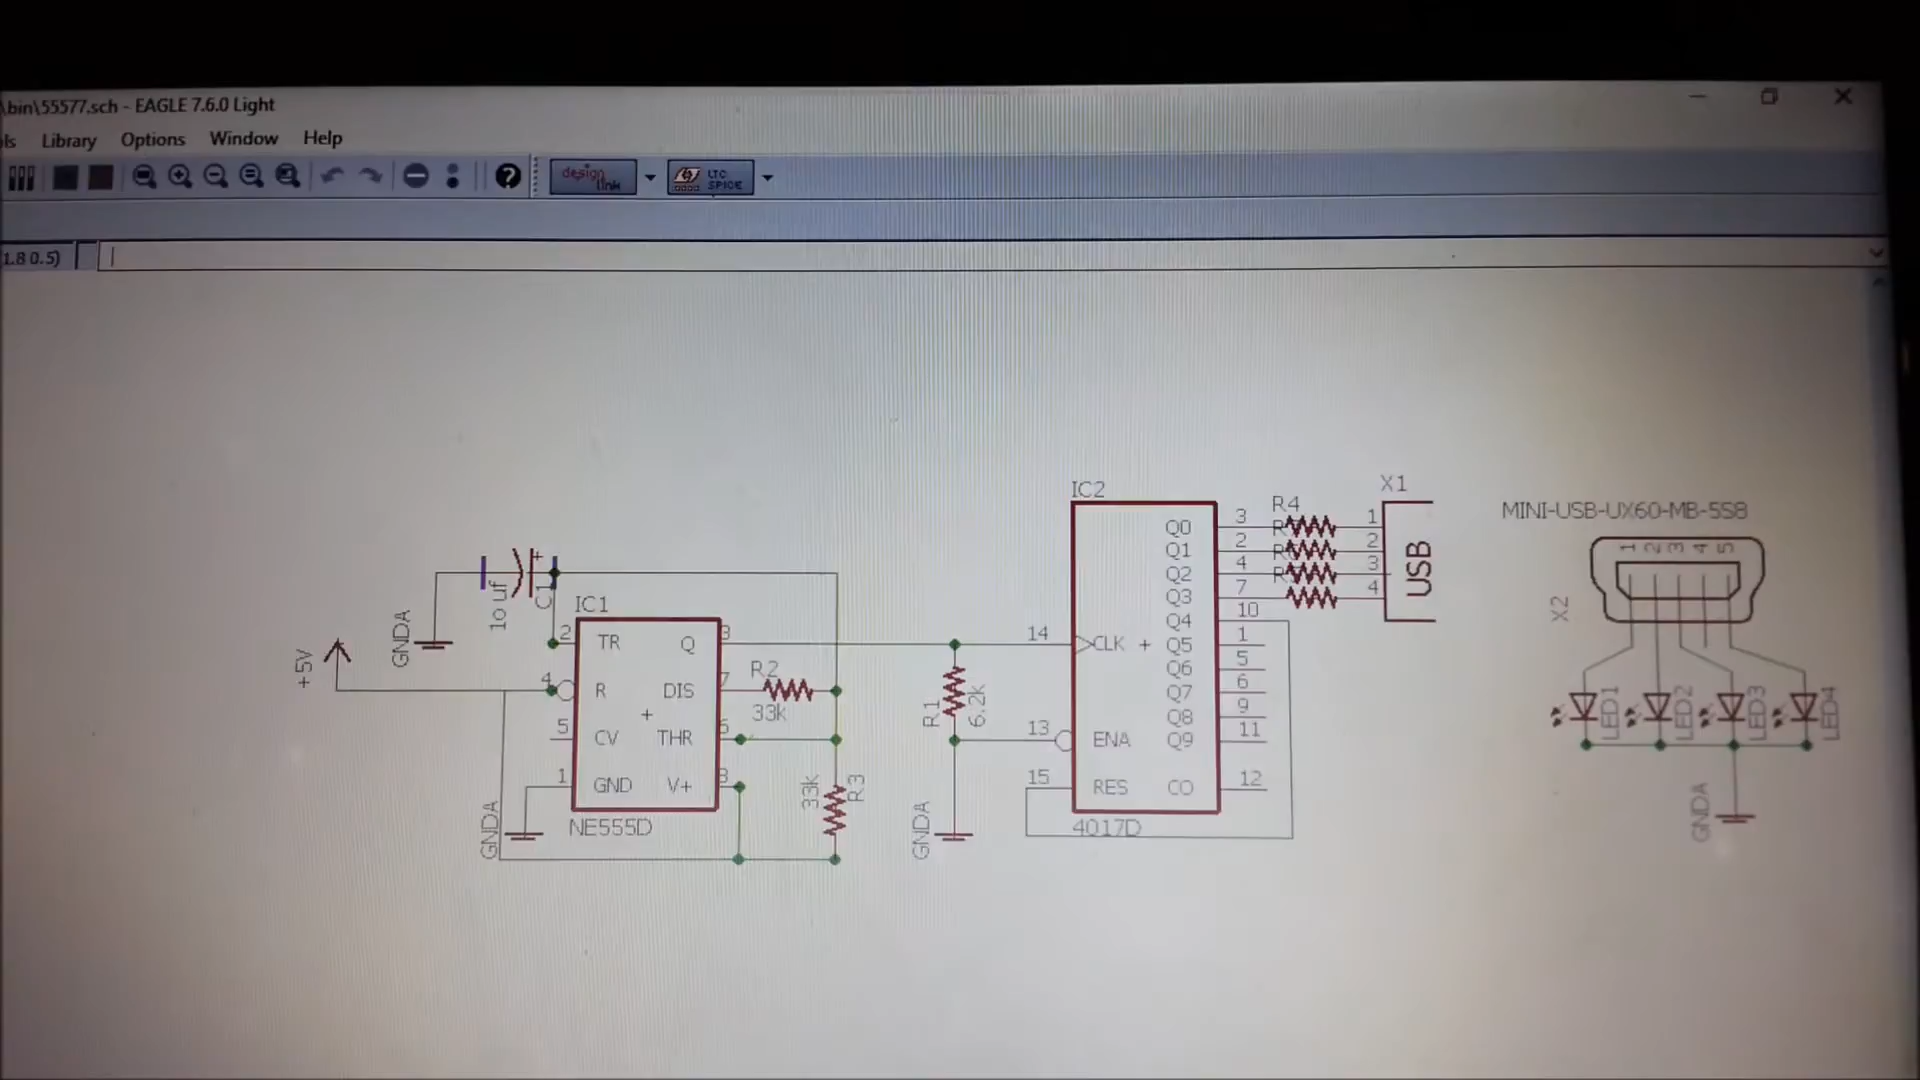 \bin\55577.sch - EAGLE 7.6.0 Light
ls Library Options Window Help
design link
LTC SPICE
1.8 0.5)
IC2
X1
R4
MINI-USB-UX60-MB-5S8
Q0 3 1
Q1 2 2
Q2 4 3
Q3 7 4
Q4 10
USB
1 2 3 4 5
X2
+
1o uf
C1
GNDA
+5V
IC1
2 TR Q 3
4 R DIS 7
5 CV THR 6
1 GND V+ 8
+
NE555D
GNDA
R2
33k
33k
R3
R1
6.2k
GNDA
14 CLK + Q5 1
Q6 5
Q7 6
Q8 9
13 ENA Q9 11
15 RES CO 12
4017D
LED1 LED2 LED3 LED4
GNDA